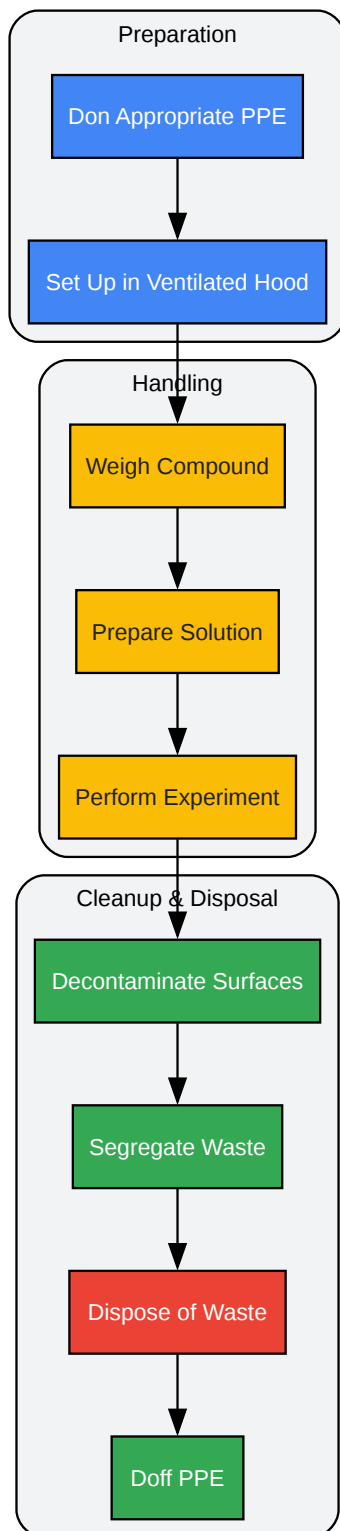 Preparation
Don Appropriate PPE
Set Up in Ventilated Hood
Handling
Weigh Compound
Prepare Solution
Perform Experiment
Cleanup & Disposal
Decontaminate Surfaces
Segregate Waste
Dispose of Waste
Doff PPE